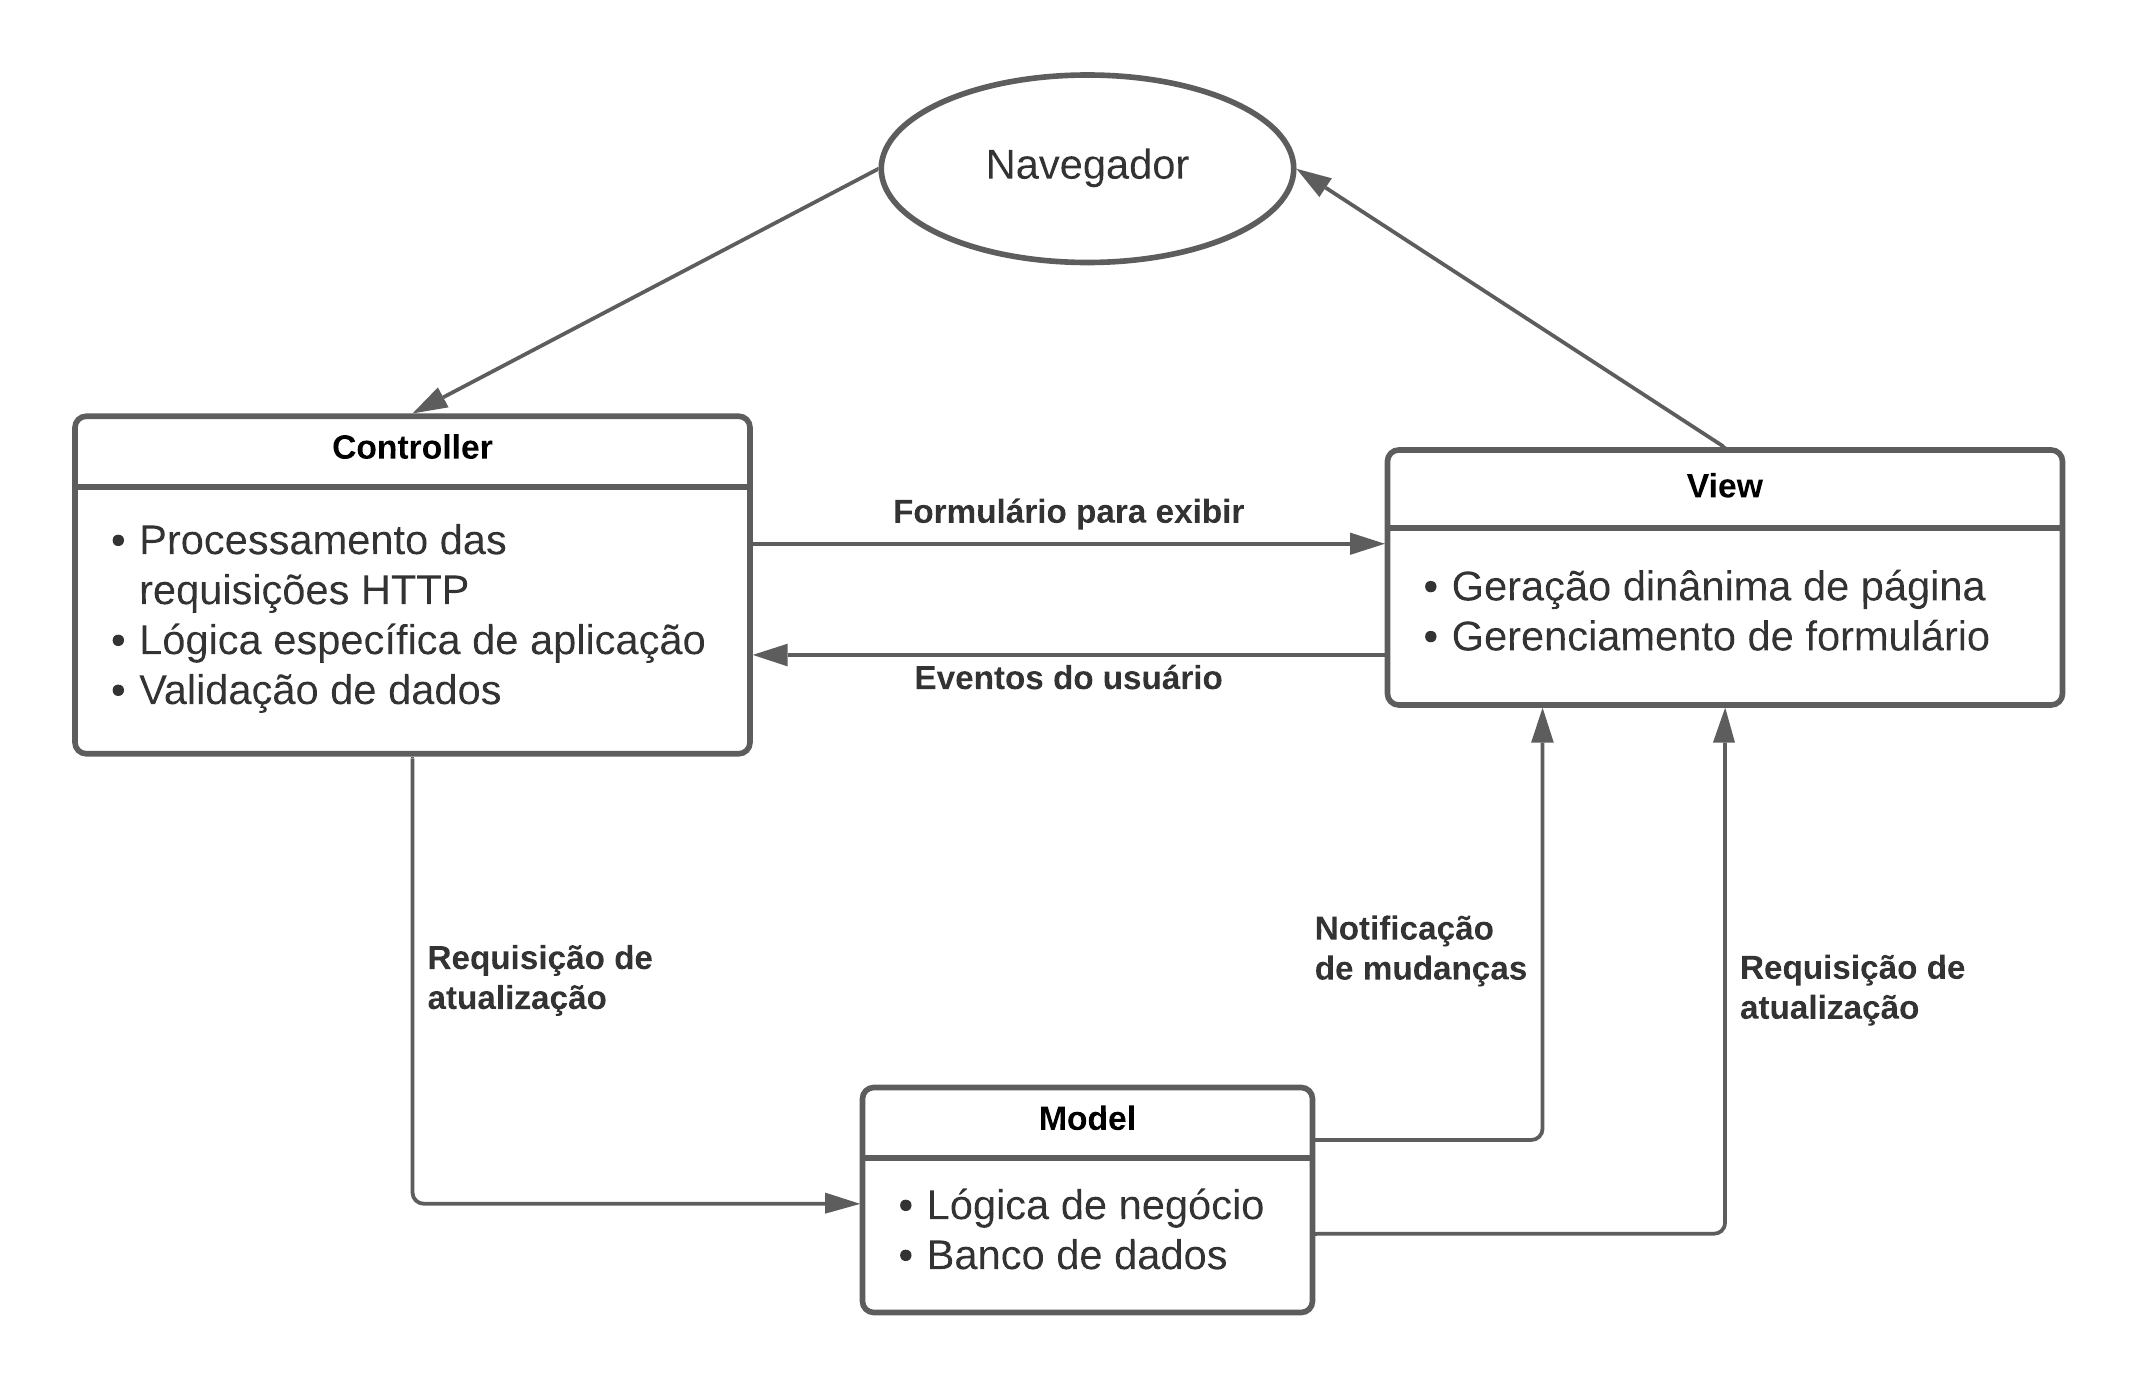 Navegador
Controller
• Processamento das
requisições HTTP
• Lógica específica de aplicação
• Validação de dados
Formulário para exibir
Eventos do usuário
View
• Geração dinânima de página
• Gerenciamento de formulário
Requisição de
atualização
Notificação
de mudanças
Requisição de
atualização
Model
• Lógica de negócio
• Banco de dados